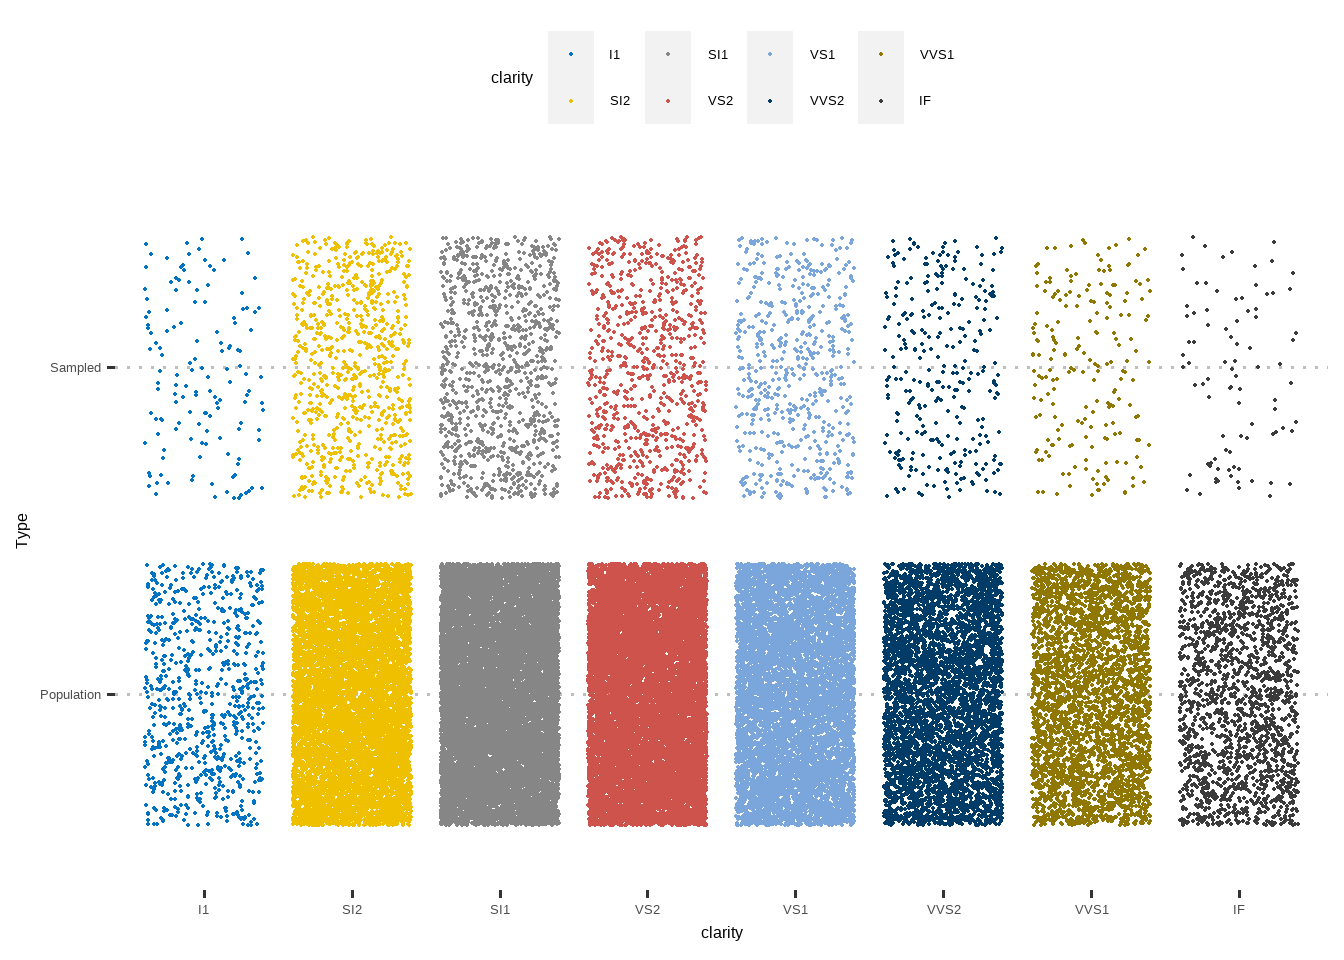 clarity
I1 SI1 VS1 VVS1
SI2 VS2 VVS2 IF
Type
Sampled
Population
I1 SI2 SI1 VS2 VS1 VVS2 VVS1 IF
clarity